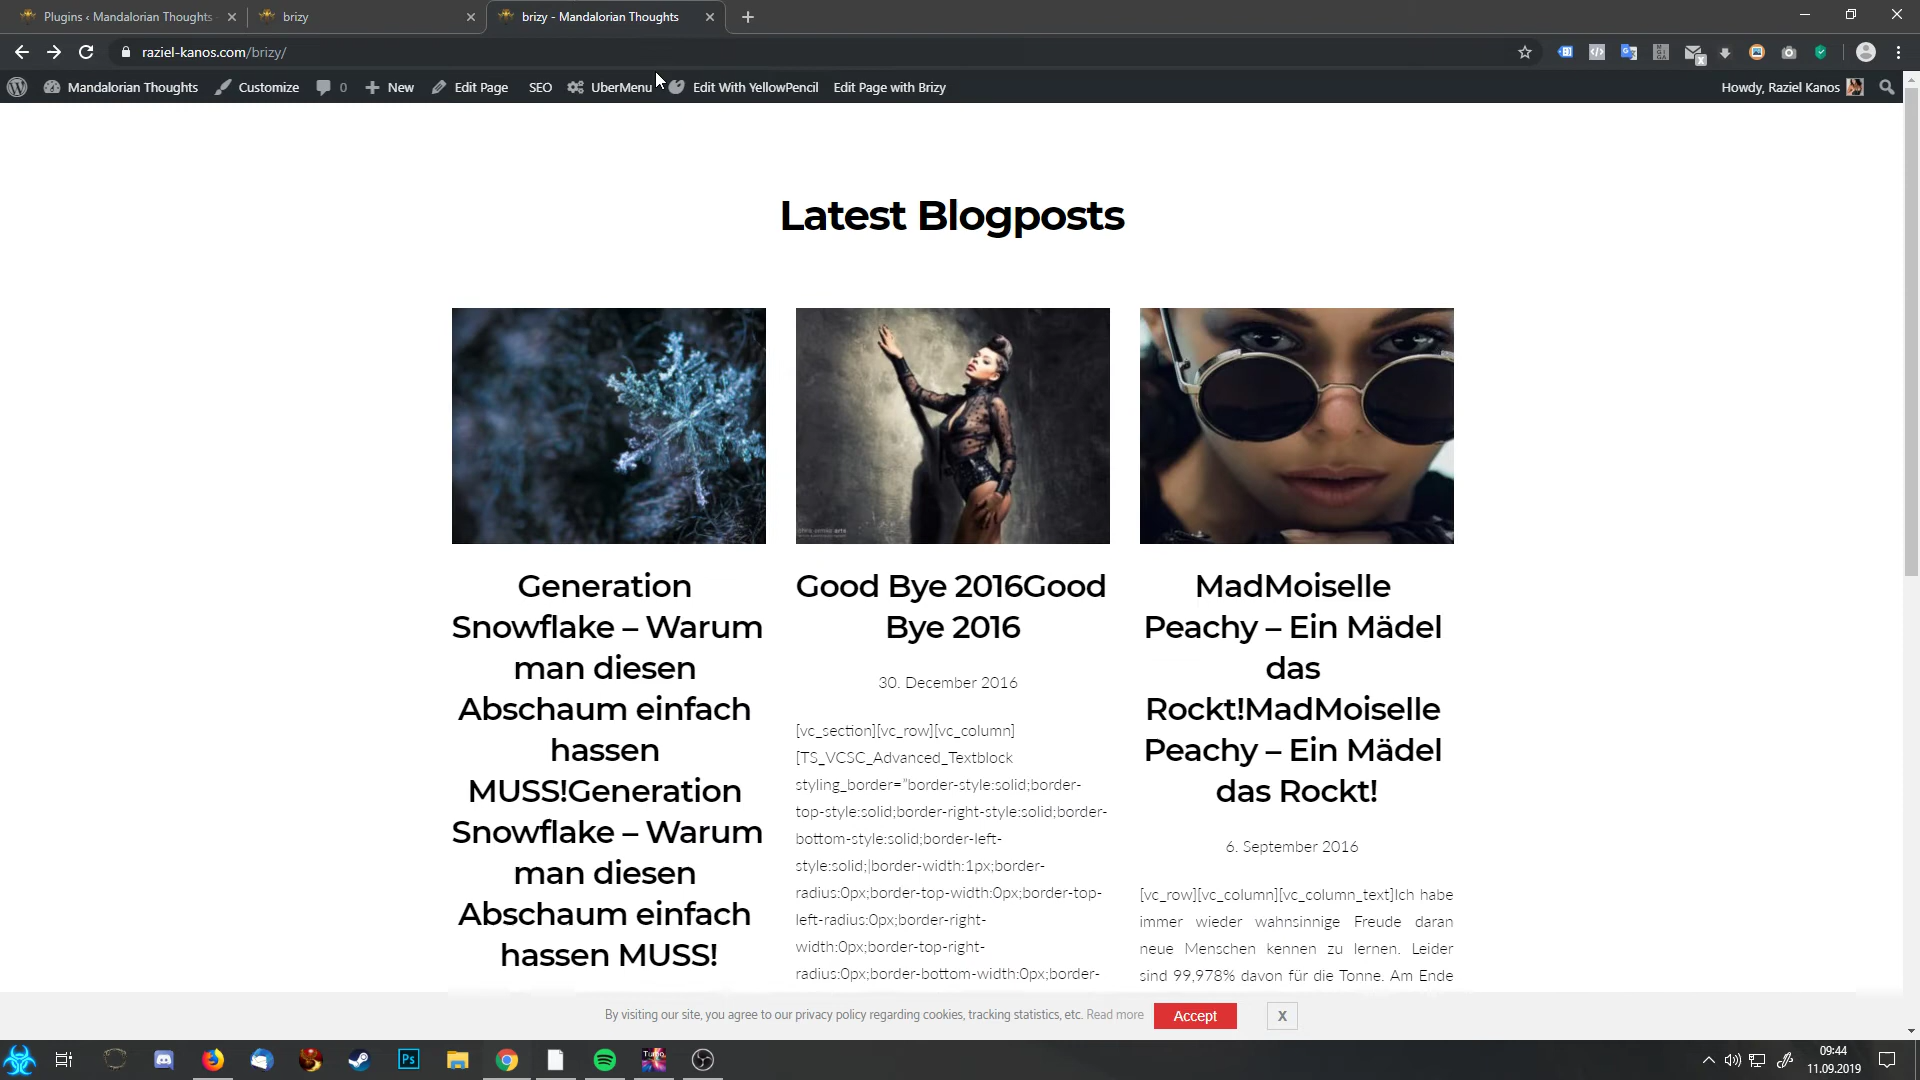 Plugins ‹ Mandalorian Thoughts
brizy
brizy - Mandalorian Thoughts
raziel-kanos.com/brizy/
Mandalorian Thoughts
Customize
0
New
Edit Page
SEO
UberMenu
Edit With YellowPencil
Edit Page with Brizy
Howdy, Raziel Kanos
Latest Blogposts
Generation
Snowflake – Warum
man diesen
Abschaum einfach
hassen
MUSS!Generation
Snowflake – Warum
man diesen
Abschaum einfach
hassen MUSS!
Good Bye 2016Good
Bye 2016
30. December 2016
[vc_section][vc_row][vc_column]
[TS_VCSC_Advanced_Textblock
styling_border="border-style:solid;border-
top-style:solid;border-right-style:solid;border-
bottom-style:solid;border-left-
style:solid;|border-width:1px;border-
radius:0px;border-top-width:0px;border-top-
left-radius:0px;border-right-
width:0px;border-top-right-
radius:0px;border-bottom-width:0px;border-
MadMoiselle
Peachy – Ein Mädel
das
Rockt!MadMoiselle
Peachy – Ein Mädel
das Rockt!
6. September 2016
[vc_row][vc_column][vc_column_text]Ich habe
immer wieder wahnsinnige Freude daran
neue Menschen kennen zu lernen. Leider
sind 99,978% davon für die Tonne. Am Ende
By visiting our site, you agree to our privacy policy regarding cookies, tracking statistics, etc. Read more
Accept
X
Ps
09:44
11.09.2019